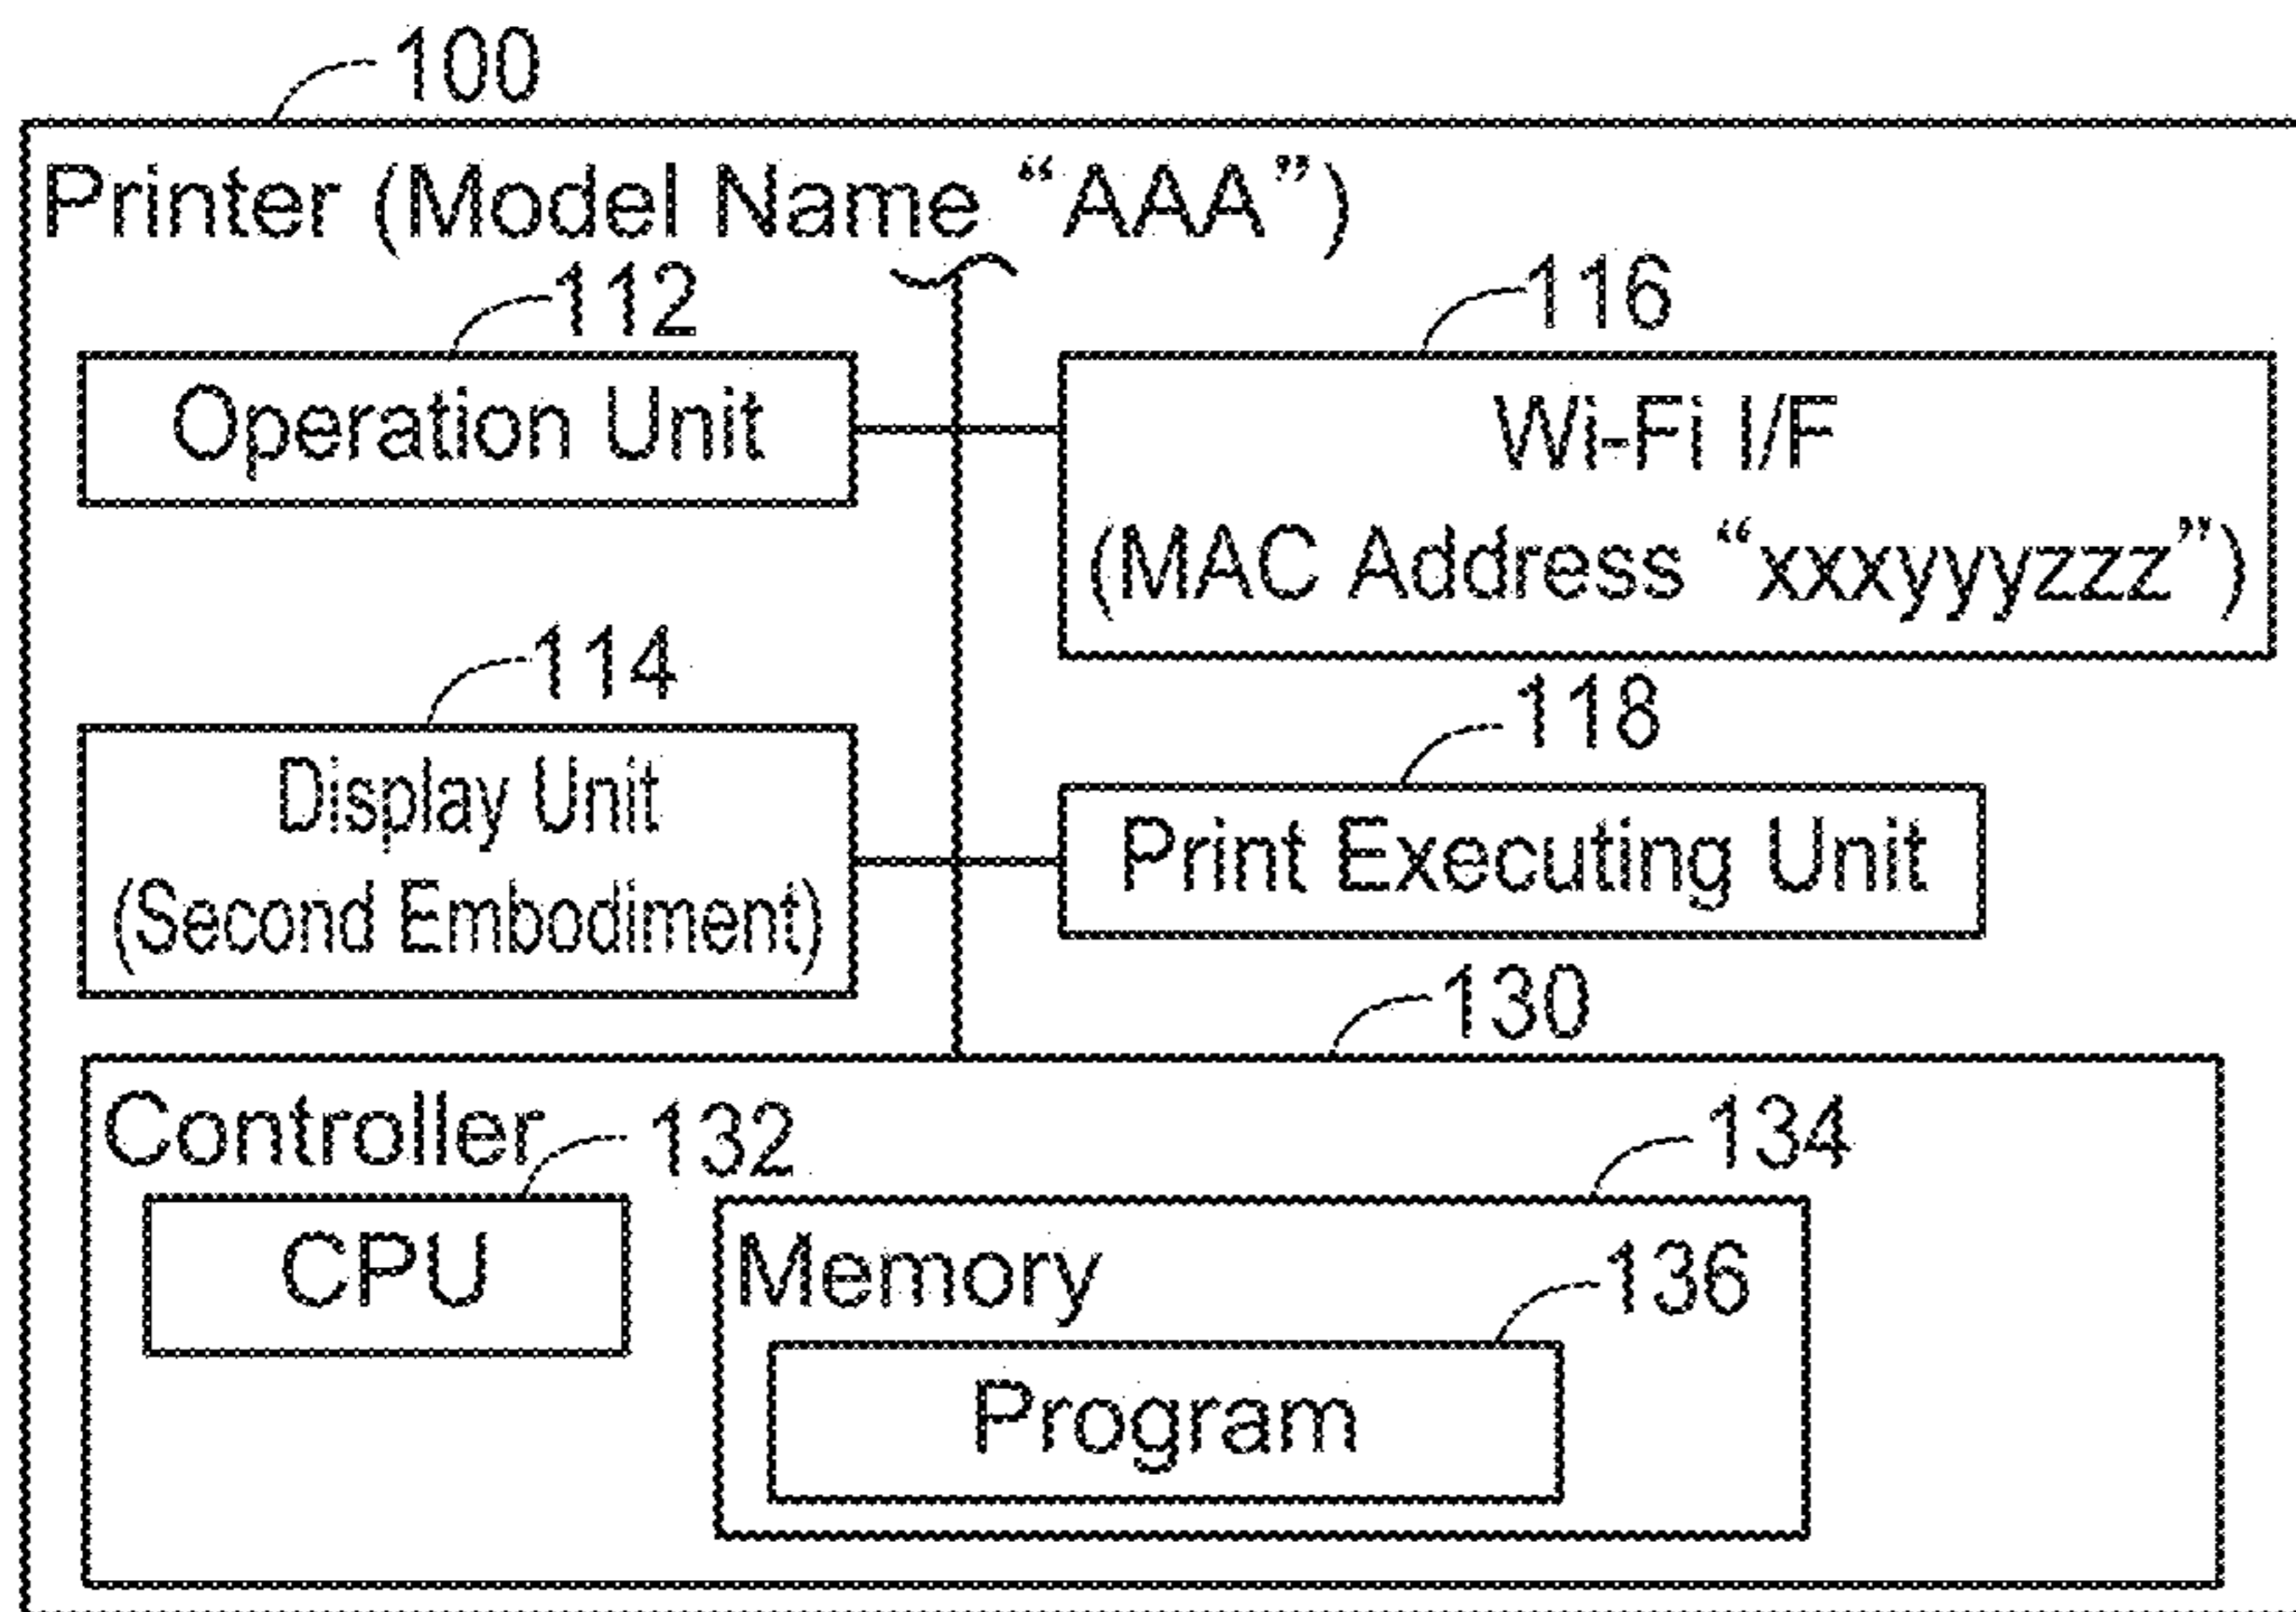 100
Printer (Model Name “AAA”)
112
116
Operation Unit
Wi-Fi I/F
(MAC Address “xxxyyyzzz”)
114
118
Display Unit
(Second Embodiment)
Print Executing Unit
130
Controller
132
134
CPU
Memory
136
Program